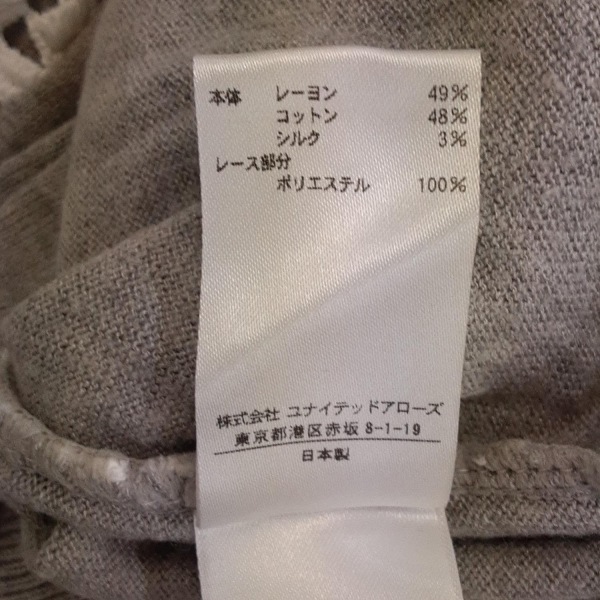 本体 レーヨン 49%
コットン 48%
シルク 3%
レース部分
ポリエステル 100%
株式会社 ユナイテッドアローズ
東京都港区赤坂 8-1-19
日本製